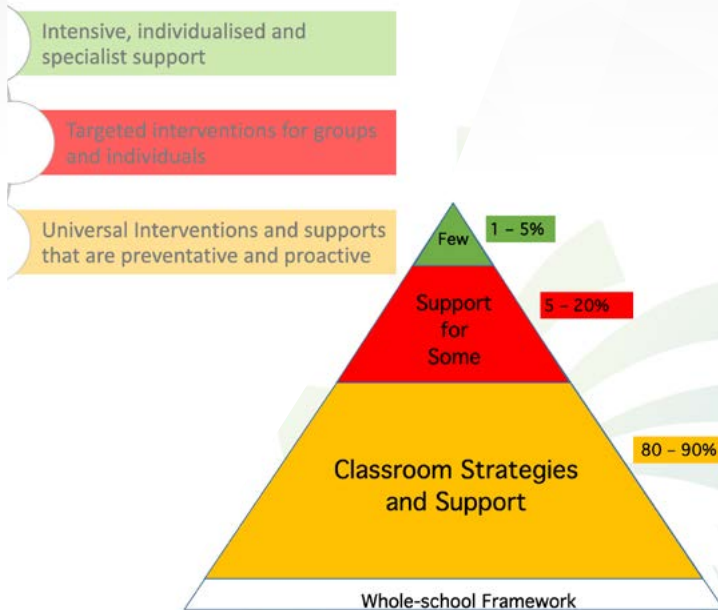 Intensive, individualised and
specialist support
Targeted interventions for groups
and individuals
Universal Interventions and supports
that are preventative and proactive
Few
1 – 5%
Support
for
Some
5 – 20%
Classroom Strategies
and Support
80 – 90%
Whole-school Framework